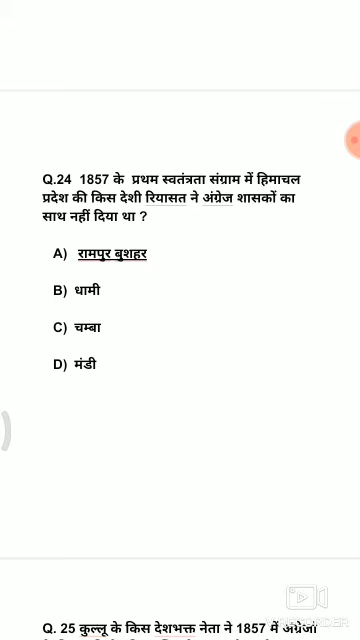 Q.24 1857 के प्रथम स्वतंत्रता संग्राम में हिमाचल
प्रदेश की किस देशी रियासत ने अंग्रेज शासकों का
साथ नहीं दिया था ?
A) रामपुर बुशहर
B) धामी
C) चम्बा
D) मंडी
Q. 25 कुल्लू के किस देशभक्त नेता ने 1857 में अंग्रेजो